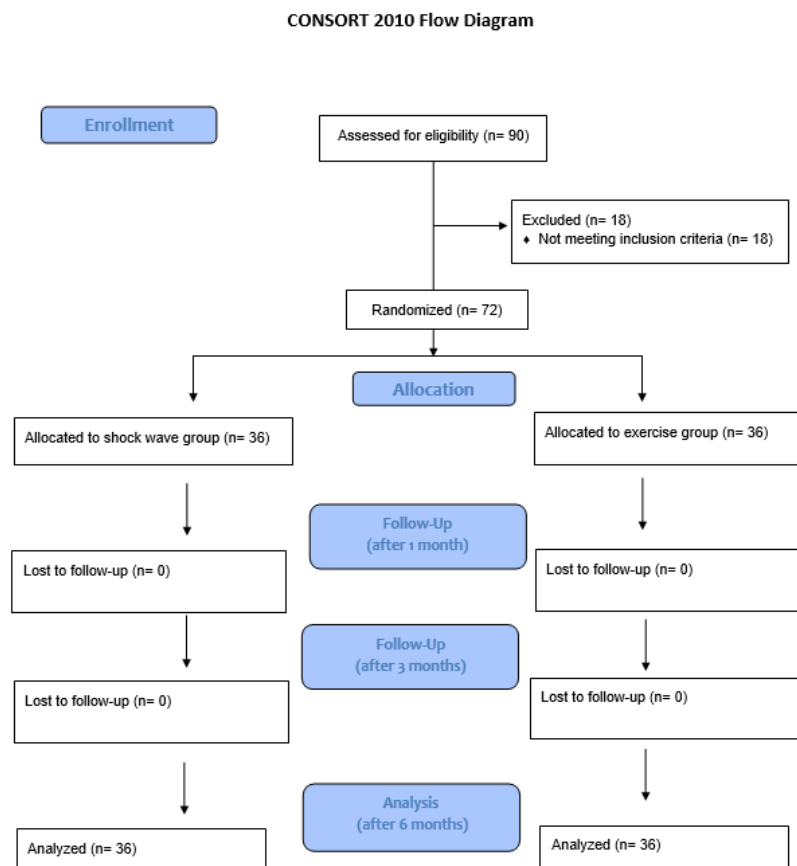 CONSORT 2010 Flow Diagram
Enrollment
Assessed for eligibility (n= 90)
Excluded (n= 18)
♦ Not meeting inclusion criteria (n= 18)
Randomized (n= 72)
Allocation
Allocated to shock wave group (n= 36)
Allocated to exercise group (n= 36)
Follow-Up
(after 1 month)
Lost to follow-up (n= 0)
Lost to follow-up (n= 0)
Follow-Up
(after 3 months)
Lost to follow-up (n= 0)
Lost to follow-up (n= 0)
Analysis
(after 6 months)
Analyzed (n= 36)
Analyzed (n= 36)